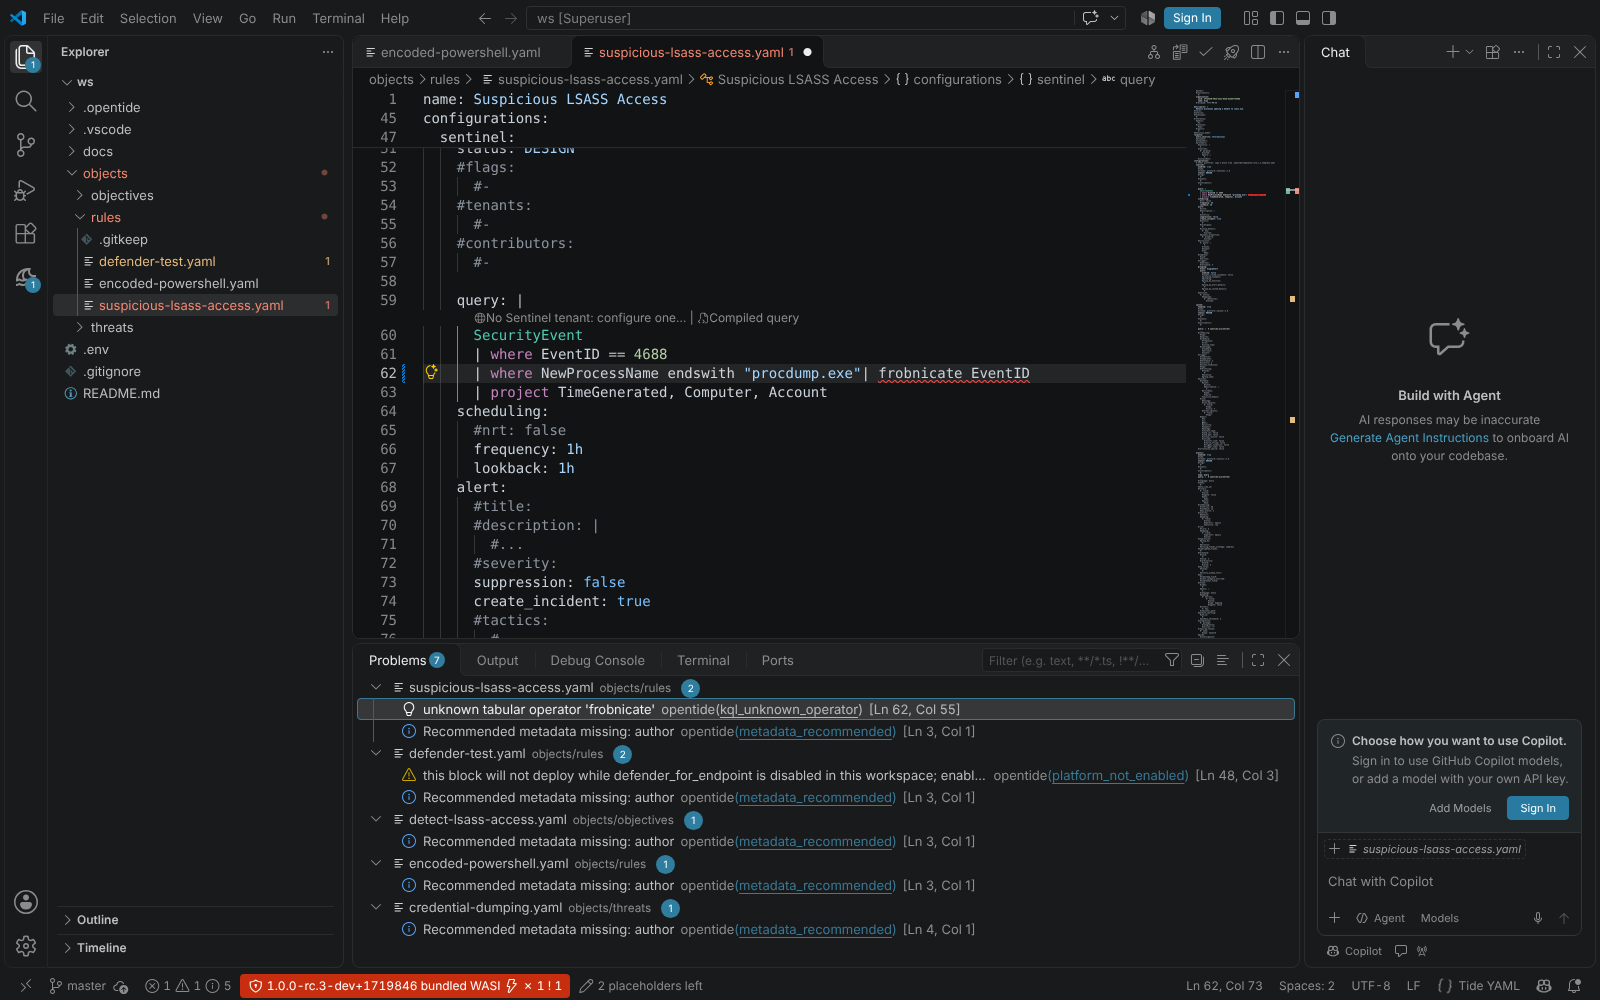 File Edit Selection View Go Run Terminal Help
ws [Superuser]
Sign In
Explorer
ws
.opentide
.vscode
docs
objects
objectives
rules
.gitkeep
defender-test.yaml 1
encoded-powershell.yaml
suspicious-lsass-access.yaml 1
threats
.env
.gitignore
README.md
Outline
Timeline
encoded-powershell.yaml
suspicious-lsass-access.yaml 1
objects > rules > suspicious-lsass-access.yaml > Suspicious LSASS Access > { } configurations > { } sentinel > abc query
1 name: Suspicious LSASS Access
45 configurations:
47 sentinel:
51 status: DESIGN
52 #flags:
53 #-
54 #tenants:
55 #-
56 #contributors:
57 #-
58
59 query: |
No Sentinel tenant: configure one... | Compiled query
60 SecurityEvent
61 | where EventID == 4688
62 | where NewProcessName endswith "procdump.exe"| frobnicate EventID
63 | project TimeGenerated, Computer, Account
64 scheduling:
65 #nrt: false
66 frequency: 1h
67 lookback: 1h
68 alert:
69 #title:
70 #description: |
71 #...
72 #severity:
73 suppression: false
74 create_incident: true
75 #tactics:
76 #
Problems 7 Output Debug Console Terminal Ports
Filter (e.g. text, **/*.ts, !**/...
suspicious-lsass-access.yaml objects/rules 2
unknown tabular operator 'frobnicate' opentide(kql_unknown_operator) [Ln 62, Col 55]
Recommended metadata missing: author opentide(metadata_recommended) [Ln 3, Col 1]
defender-test.yaml objects/rules 2
this block will not deploy while defender_for_endpoint is disabled in this workspace; enabl... opentide(platform_not_enabled) [Ln 48, Col 3]
Recommended metadata missing: author opentide(metadata_recommended) [Ln 3, Col 1]
detect-lsass-access.yaml objects/objectives 1
Recommended metadata missing: author opentide(metadata_recommended) [Ln 3, Col 1]
encoded-powershell.yaml objects/rules 1
Recommended metadata missing: author opentide(metadata_recommended) [Ln 3, Col 1]
credential-dumping.yaml objects/threats 1
Recommended metadata missing: author opentide(metadata_recommended) [Ln 4, Col 1]
Chat
Build with Agent
AI responses may be inaccurate
Generate Agent Instructions to onboard AI
onto your codebase.
Choose how you want to use Copilot.
Sign in to use GitHub Copilot models,
or add a model with your own API key.
Add Models Sign In
suspicious-lsass-access.yaml
Chat with Copilot
Agent Models
Copilot
master 1 1 5 1.0.0-rc.3-dev+1719846 bundled WASI × 1 ! 1 2 placeholders left
Ln 62, Col 73 Spaces: 2 UTF-8 LF { } Tide YAML